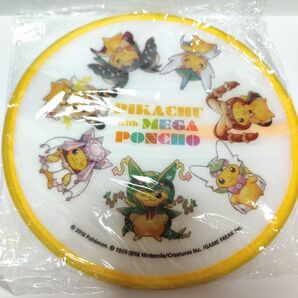 PIKACHU
with MEGA
PONCHO
© 2016 Pokémon. © 1995-2016 Nintendo/Creatures Inc. /GAME FREAK inc.